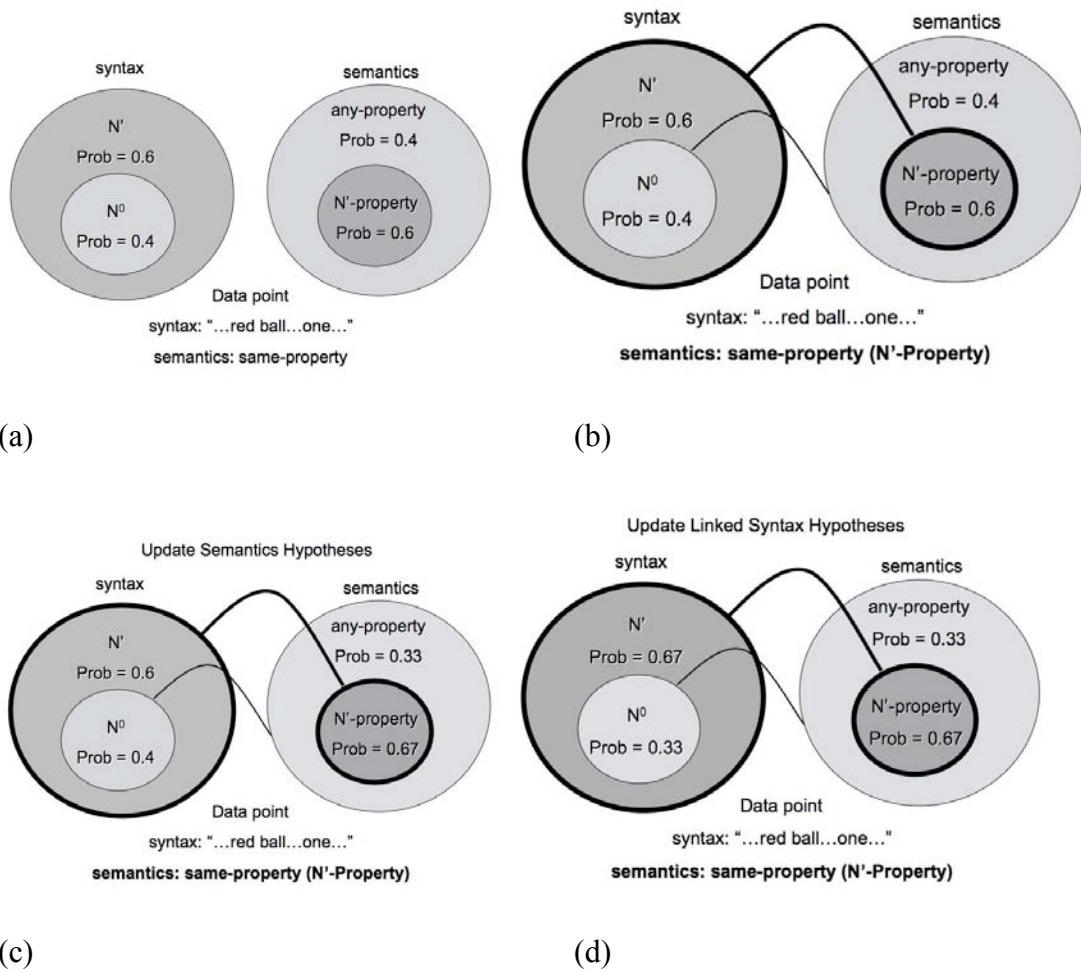 syntax
semantics
N'
Prob = 0.6
N⁰
Prob = 0.4
any-property
Prob = 0.4
N'-property
Prob = 0.6
Data point
syntax: “...red ball...one...”
semantics: same-property
(a)
syntax
semantics
N'
Prob = 0.6
N⁰
Prob = 0.4
any-property
Prob = 0.4
N'-property
Prob = 0.6
Data point
syntax: “...red ball...one...”
semantics: same-property (N'-Property)
(b)
Update Semantics Hypotheses
syntax
semantics
N'
Prob = 0.6
N⁰
Prob = 0.4
any-property
Prob = 0.33
N'-property
Prob = 0.67
Data point
syntax: “...red ball...one...”
semantics: same-property (N'-Property)
(c)
Update Linked Syntax Hypotheses
syntax
semantics
N'
Prob = 0.67
N⁰
Prob = 0.33
any-property
Prob = 0.33
N'-property
Prob = 0.67
Data point
syntax: “...red ball...one...”
semantics: same-property (N'-Property)
(d)